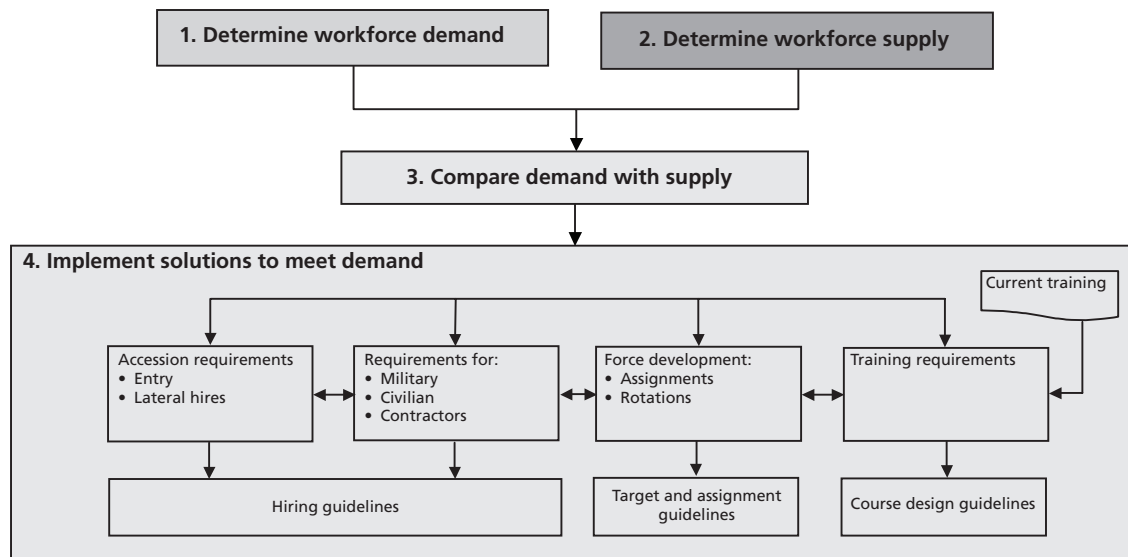 1. Determine workforce demand
2. Determine workforce supply
3. Compare demand with supply
4. Implement solutions to meet demand
Current training
Accession requirements
• Entry
• Lateral hires
Requirements for:
• Military
• Civilian
• Contractors
Force development:
• Assignments
• Rotations
Training requirements
Hiring guidelines
Target and assignment
guidelines
Course design guidelines